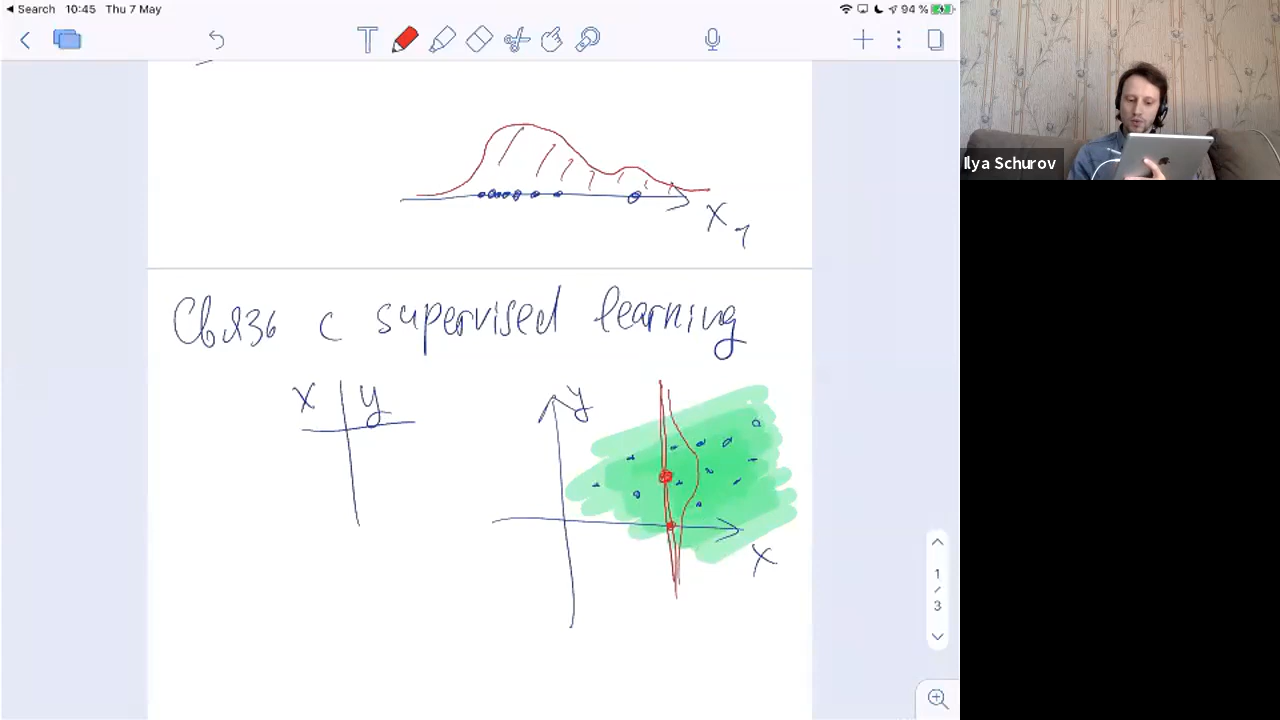 Search 10:45 Thu 7 May 94 %
T
x₁
Связь с supervised learning
x y
y
x
1
/
3
Ilya Schurov